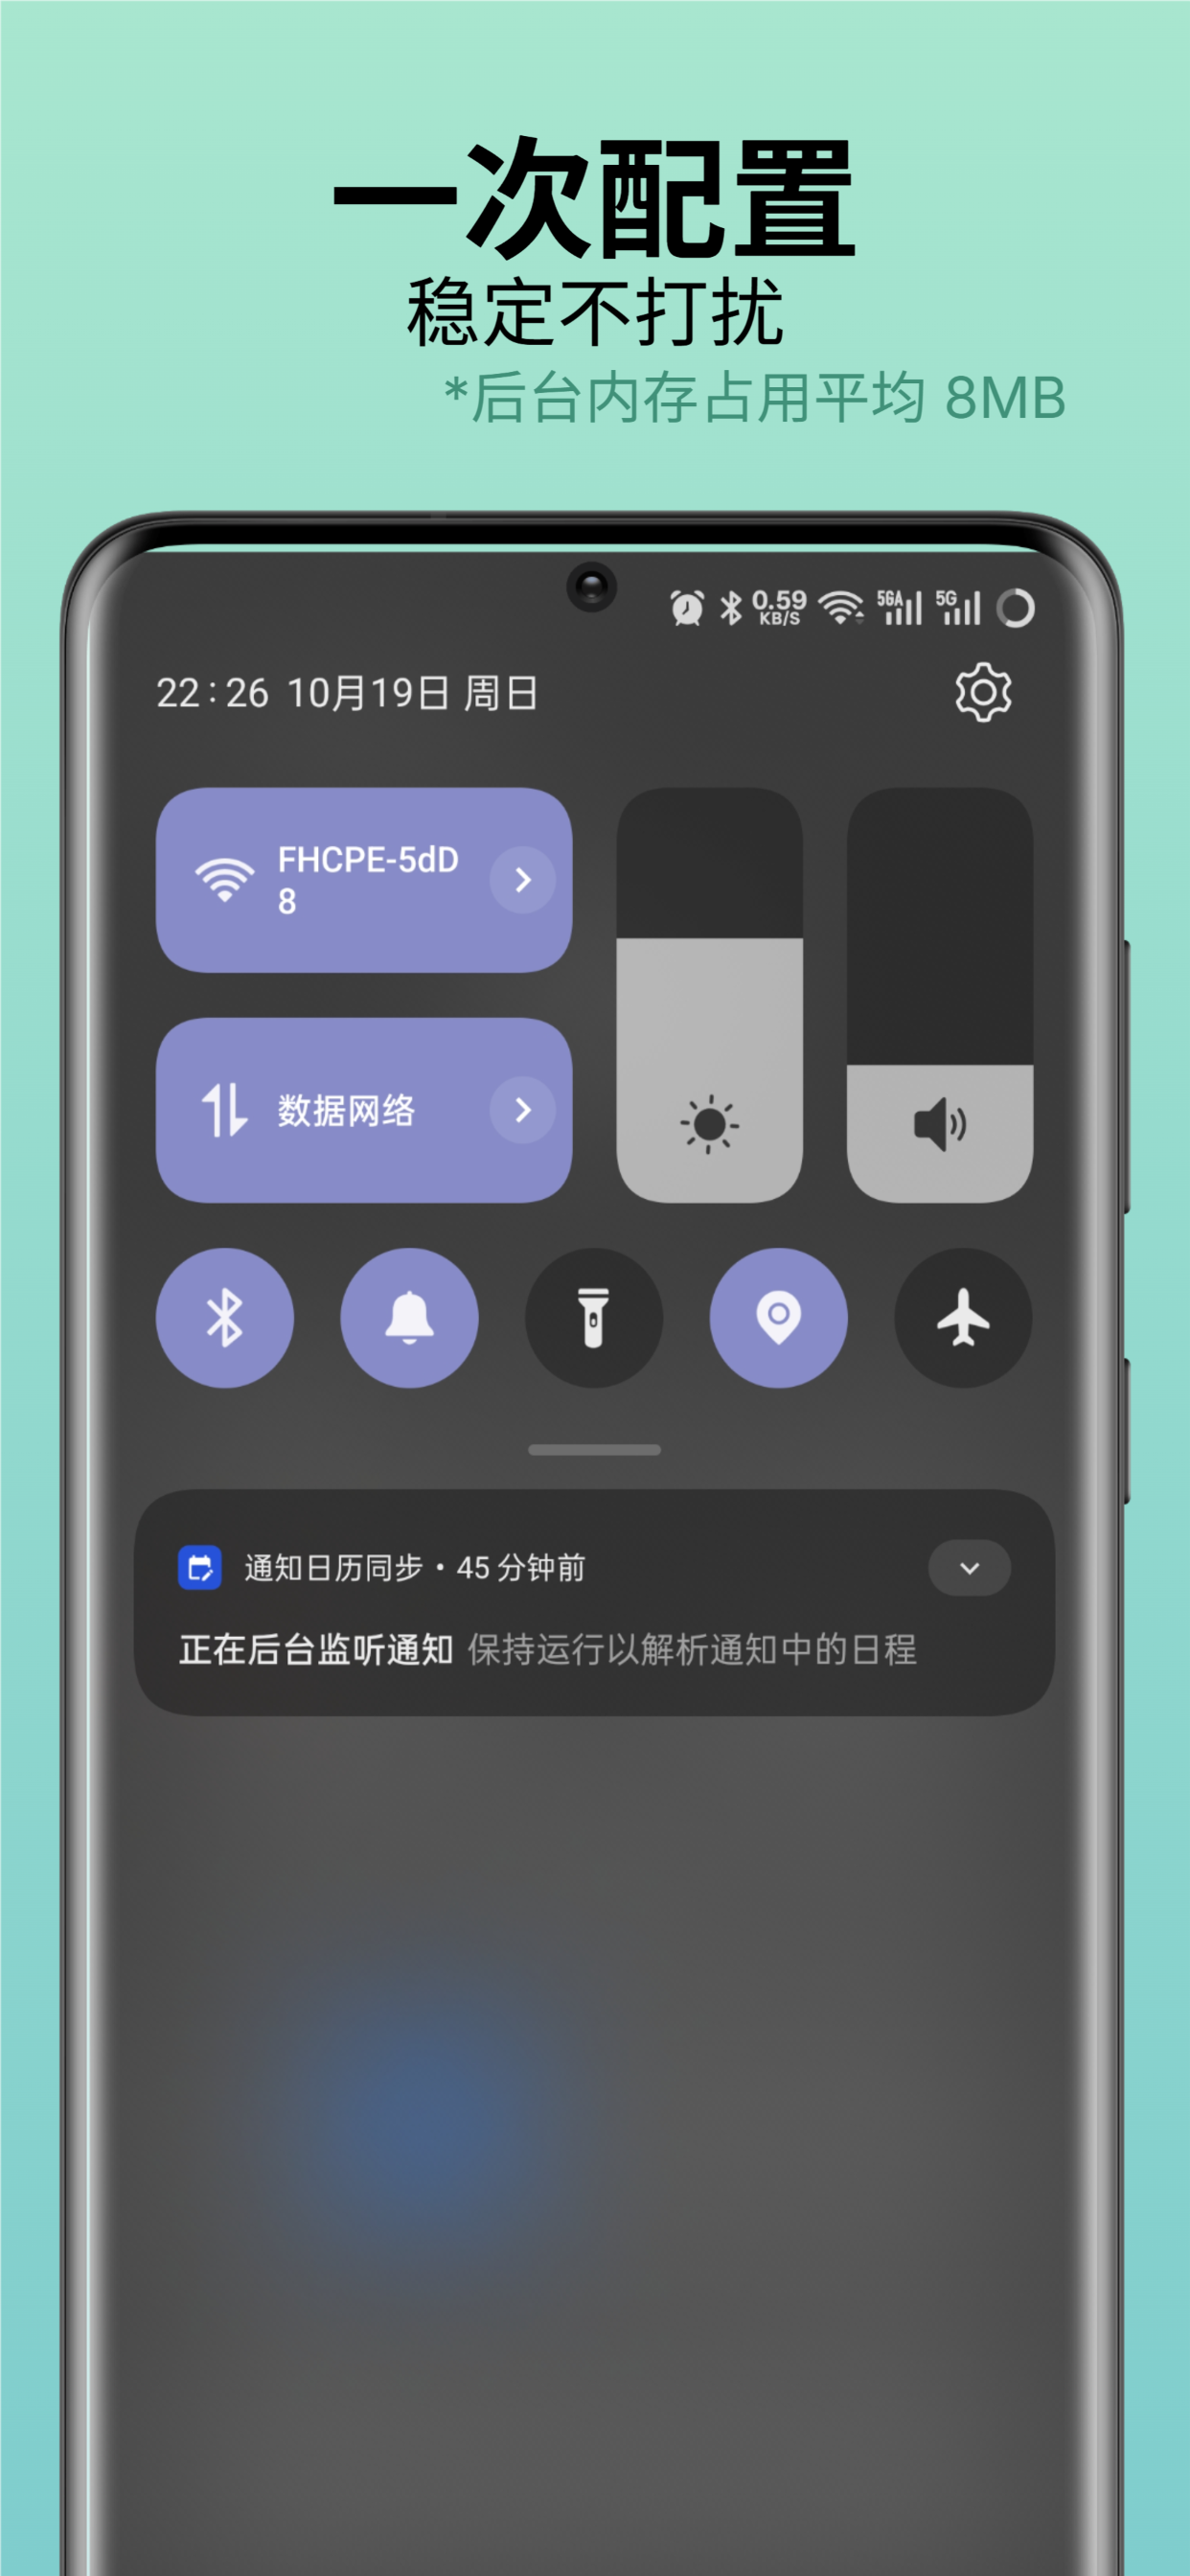 一次配置
稳定不打扰
*后台内存占用平均 8MB
0.59
KB/S
5GA
5G
22:26 10月19日 周日
FHCPE-5dD
8
数据网络
通知日历同步 • 45 分钟前
正在后台监听通知 保持运行以解析通知中的日程